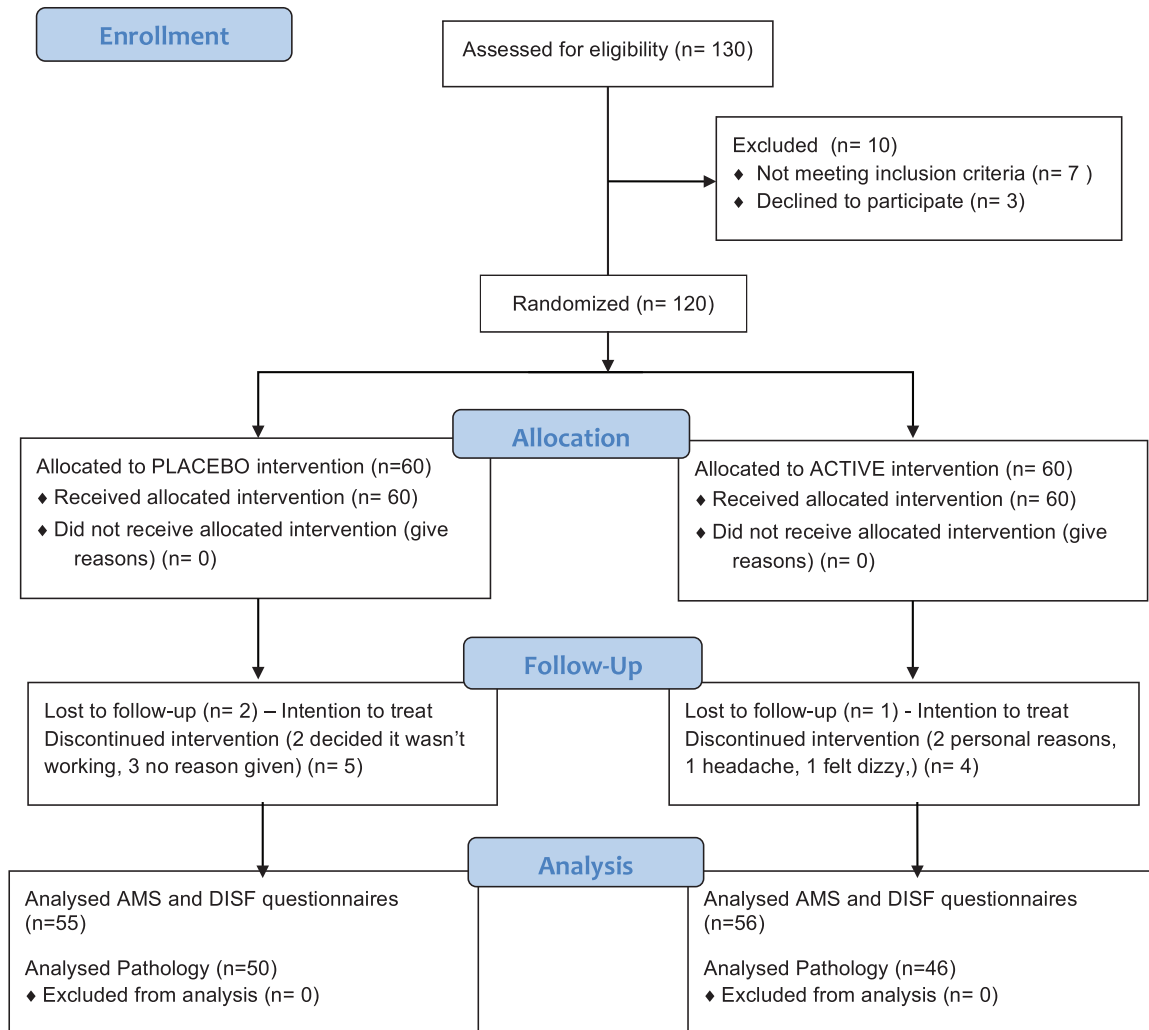 Enrollment
Assessed for eligibility (n= 130)
Excluded (n= 10)
♦ Not meeting inclusion criteria (n= 7 )
♦ Declined to participate (n= 3)
Randomized (n= 120)
Allocation
Allocated to PLACEBO intervention (n=60)
♦ Received allocated intervention (n= 60)
♦ Did not receive allocated intervention (give
reasons) (n= 0)
Allocated to ACTIVE intervention (n= 60)
♦ Received allocated intervention (n= 60)
♦ Did not receive allocated intervention (give
reasons) (n= 0)
Follow-Up
Lost to follow-up (n= 2) – Intention to treat
Discontinued intervention (2 decided it wasn't
working, 3 no reason given) (n= 5)
Lost to follow-up (n= 1) - Intention to treat
Discontinued intervention (2 personal reasons,
1 headache, 1 felt dizzy,) (n= 4)
Analysis
Analysed AMS and DISF questionnaires
(n=55)
Analysed Pathology (n=50)
♦ Excluded from analysis (n= 0)
Analysed AMS and DISF questionnaires
(n=56)
Analysed Pathology (n=46)
♦ Excluded from analysis (n= 0)